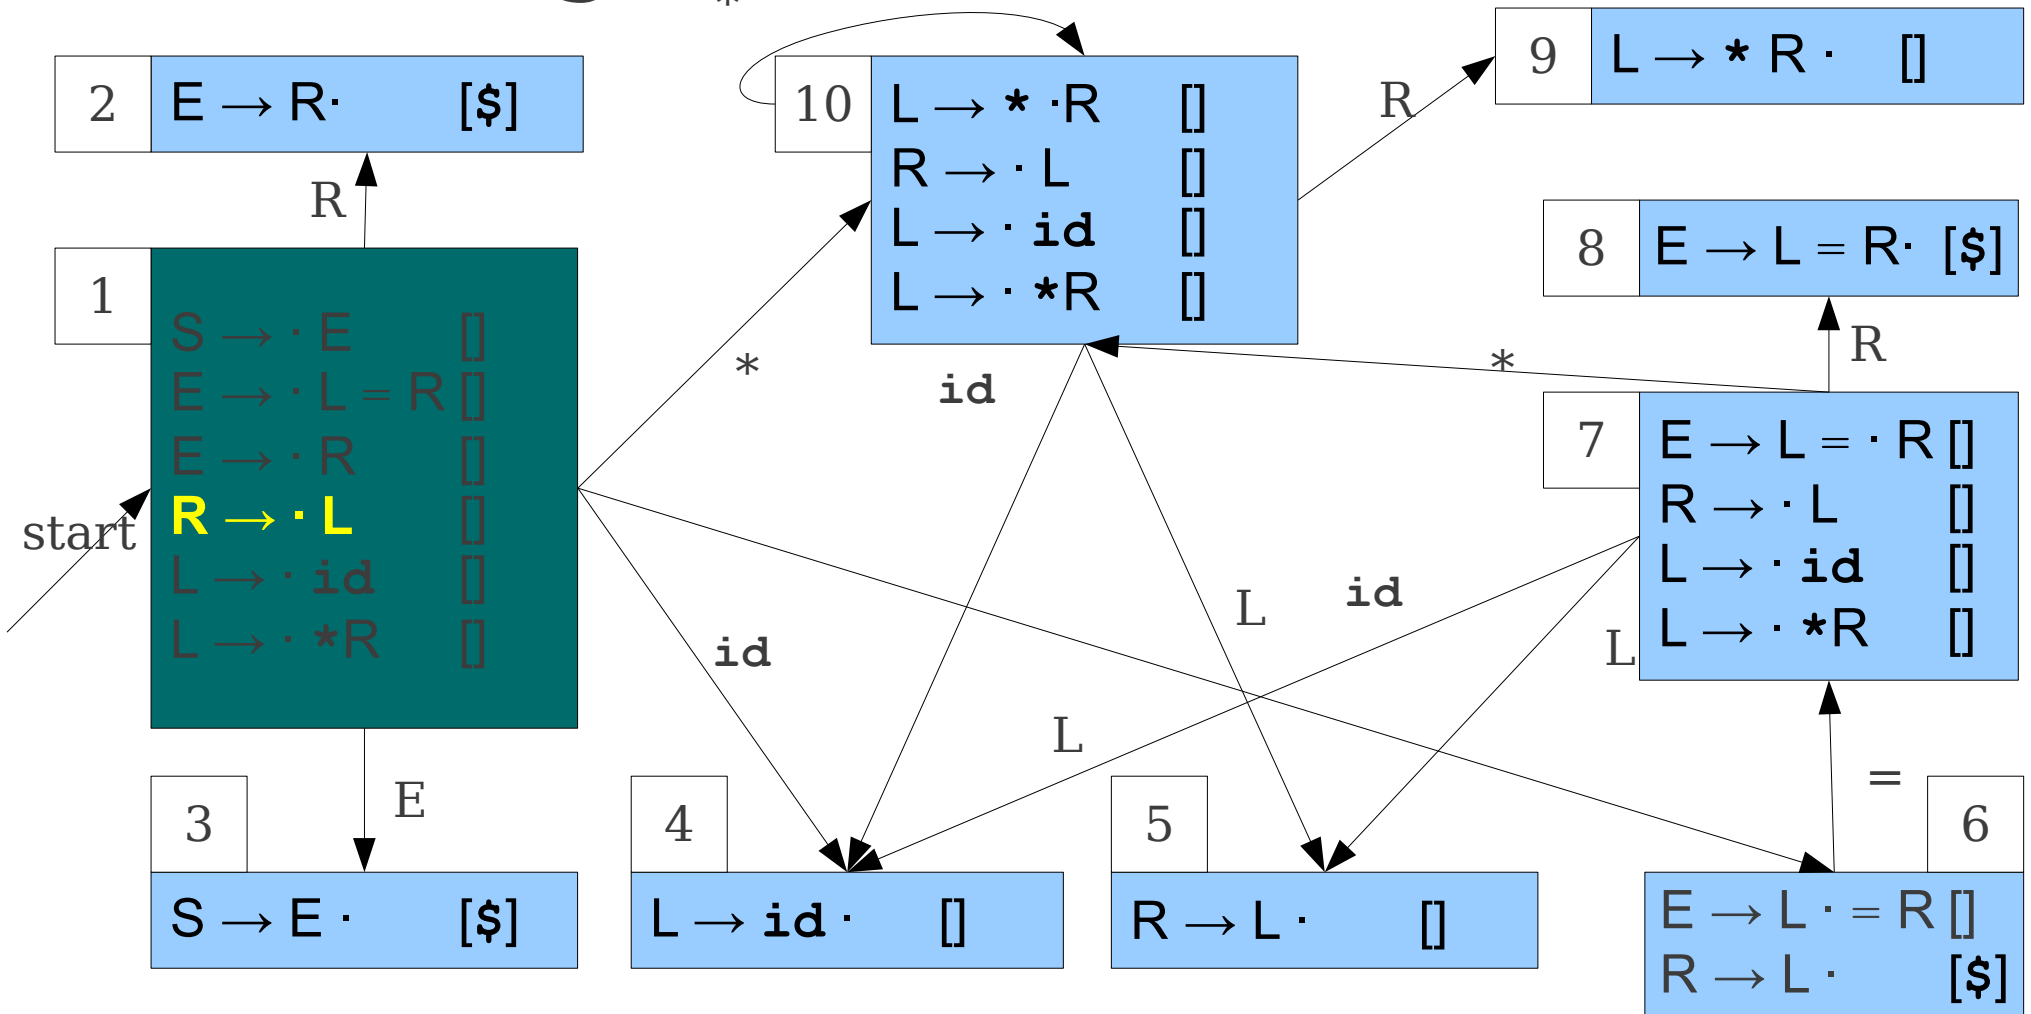 *
2
E → R· [$]
R
1
S → · E []
E → · L = R []
E → · R []
R → · L []
L → · id []
L → · *R []
start
E
3
S → E · [$]
10
L → * ·R []
R → · L []
L → · id []
L → · *R []
*
id
id
4
L → id · []
L
L
id
5
R → L · []
R
9
L → * R · []
8
E → L = R· [$]
R
*
7
E → L = · R []
R → · L []
L → · id []
L → · *R []
L
=
6
E → L · = R []
R → L · [$]